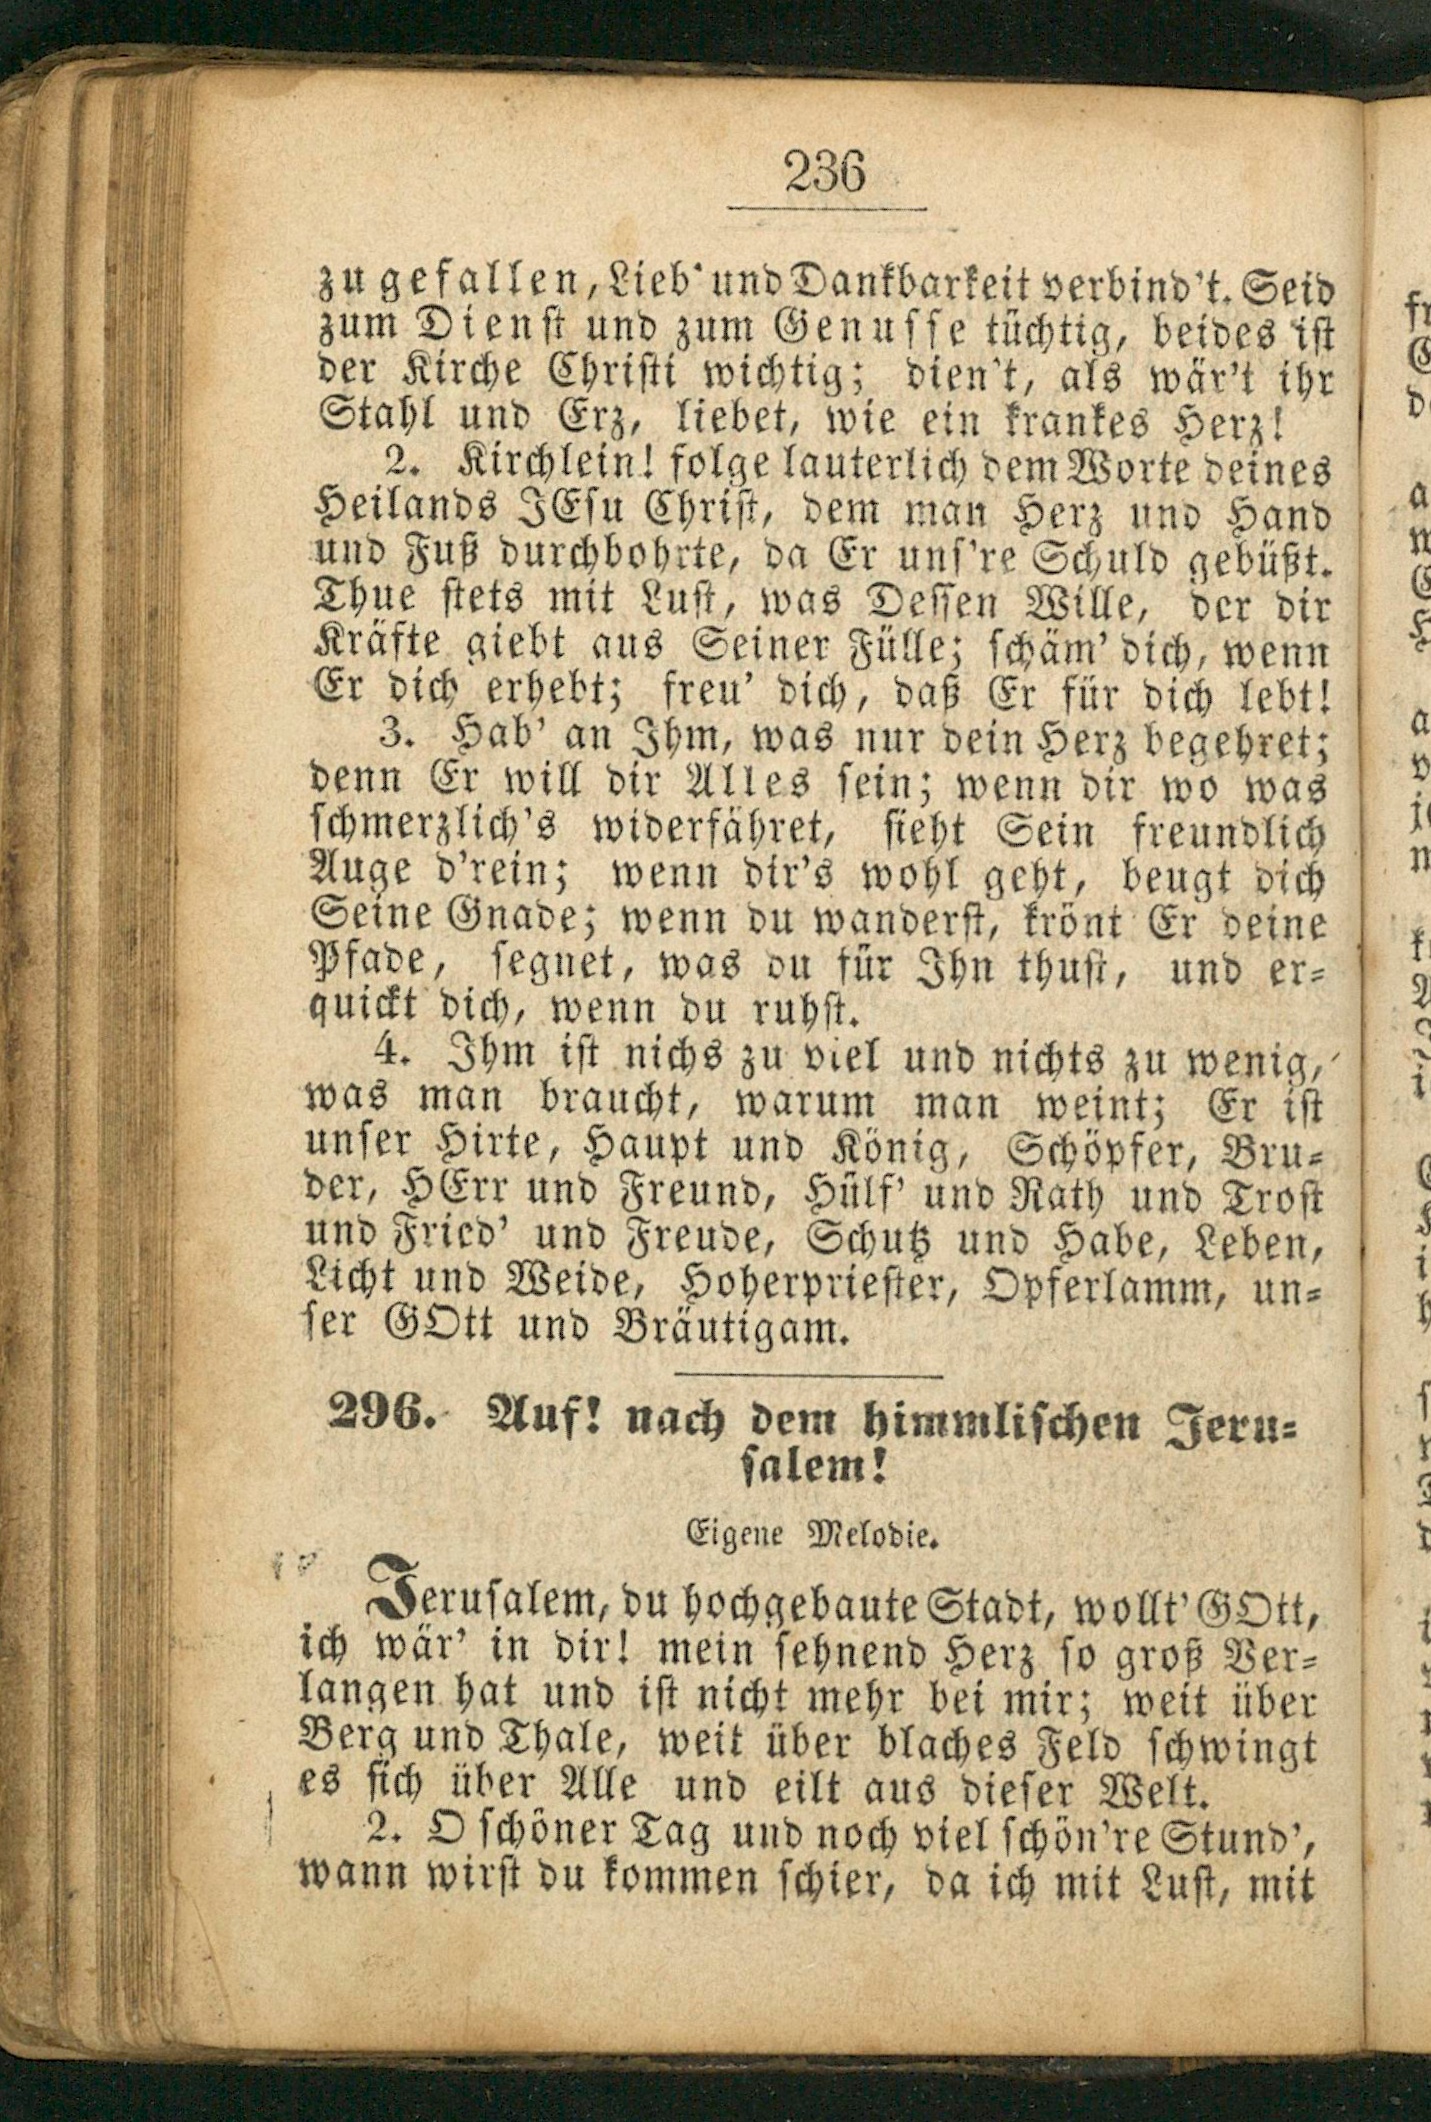 236
zu gefallen, Lieb' und Dankbarkeit verbind't. Seid
zum Dienst und zum Genusse tüchtig, beides ist
der Kirche Christi wichtig; dien't, als wär't ihr
Stahl und Erz, liebet, wie ein krankes Herz!
2. Kirchlein! folge lauterlich dem Worte deines
Heilands JEsu Christ, dem man Herz und Hand
und Fuß durchbohrte, da Er uns're Schuld gebüßt.
Thue stets mit Lust, was Dessen Wille, der dir
Kräfte giebt aus Seiner Fülle; schäm' dich, wenn
Er dich erhebt; freu' dich, daß Er für dich lebt!
3. Hab' an Ihm, was nur dein Herz begehret;
denn Er will dir Alles sein; wenn dir wo was
schmerzlich's widerfähret, sieht Sein freundlich
Auge d'rein; wenn dir's wohl geht, beugt dich
Seine Gnade; wenn du wanderst, krönt Er deine
Pfade, segnet, was du für Ihn thust, und er-
quickt dich, wenn du ruhst.
4. Ihm ist nichs zu viel und nichts zu wenig,
was man braucht, warum man weint; Er ist
unser Hirte, Haupt und König, Schöpfer, Bru-
der, HErr und Freund, Hülf' und Rath und Trost
und Fried' und Freude, Schutz und Habe, Leben,
Licht und Weide, Hoherpriester, Opferlamm, un-
ser GOtt und Bräutigam.
296. Auf! nach dem himmlischen Jeru-
salem!
Eigene Melodie.
Jerusalem, du hochgebaute Stadt, wollt' GOtt,
ich wär' in dir! mein sehnend Herz so groß Ver-
langen hat und ist nicht mehr bei mir; weit über
Berg und Thale, weit über blaches Feld schwingt
es sich über Alle und eilt aus dieser Welt.
2. O schöner Tag und noch viel schön're Stund',
wann wirst du kommen schier, da ich mit Lust, mit